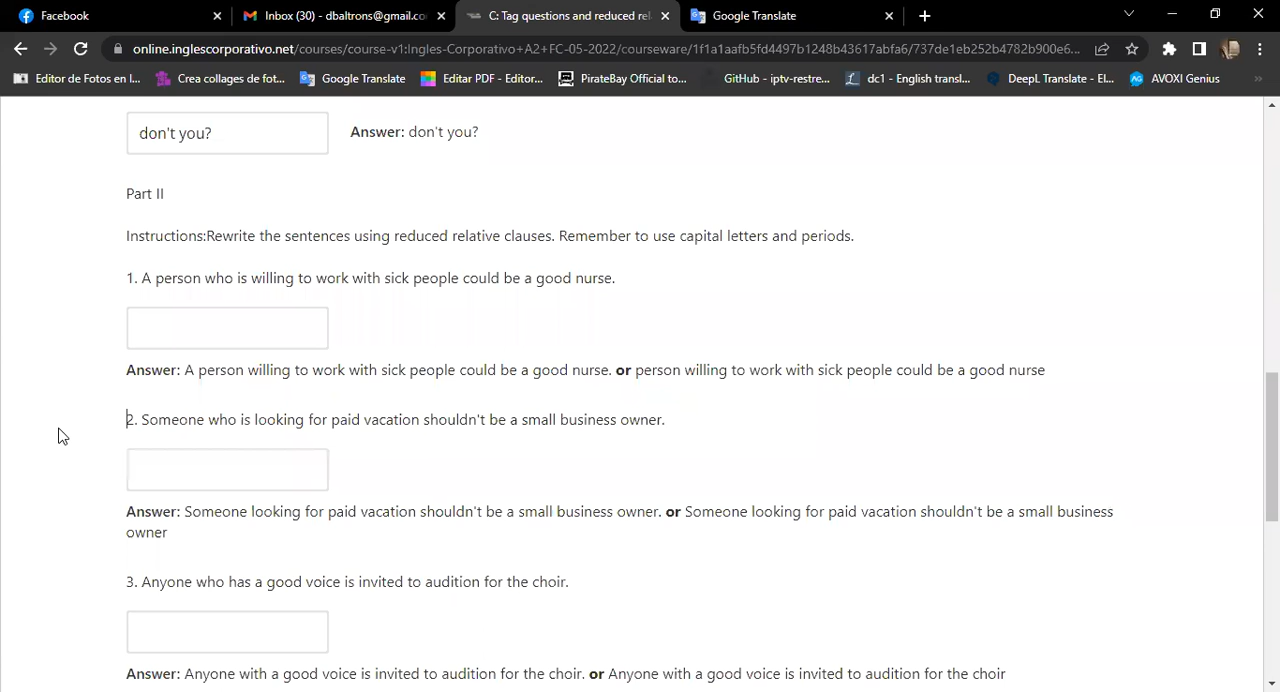 Facebook
Inbox (30) - dbaltrons@gmail.co
C: Tag questions and reduced rel
Google Translate
online.inglescorporativo.net/courses/course-v1:Ingles-Corporativo+A2+FC-05-2022/courseware/1f1a1aafb5fd4497b1248b43617abfa6/737de1eb252b4782b900e6...
Editor de Fotos en l...
Crea collages de fot...
Google Translate
Editar PDF - Editor...
PirateBay Official to...
GitHub - iptv-restre...
dc1 - English transl...
DeepL Translate - El...
AVOXI Genius
don't you?
Answer: don't you?
Part II
Instructions:Rewrite the sentences using reduced relative clauses. Remember to use capital letters and periods.
1. A person who is willing to work with sick people could be a good nurse.
Answer: A person willing to work with sick people could be a good nurse. or person willing to work with sick people could be a good nurse
2. Someone who is looking for paid vacation shouldn't be a small business owner.
Answer: Someone looking for paid vacation shouldn't be a small business owner. or Someone looking for paid vacation shouldn't be a small business
owner
3. Anyone who has a good voice is invited to audition for the choir.
Answer: Anyone with a good voice is invited to audition for the choir. or Anyone with a good voice is invited to audition for the choir